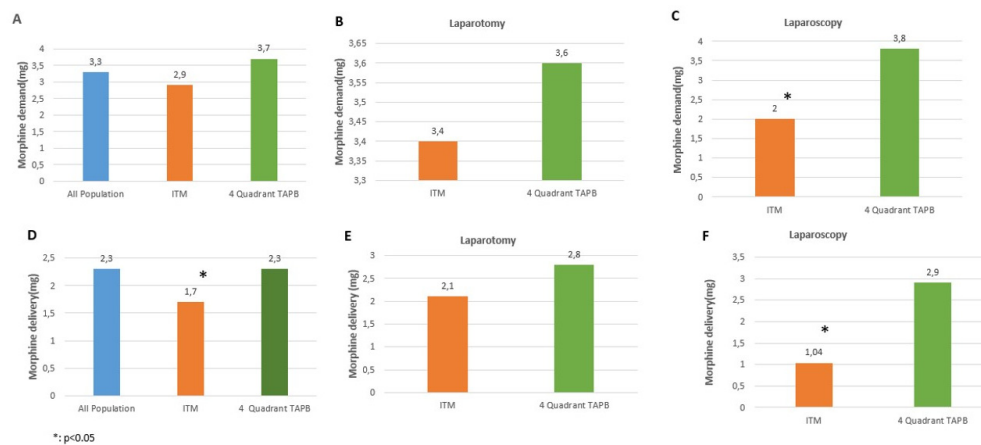 A
Morphine demand(mg)
4
3,5
3
2,5
2
1,5
1
0,5
0
3,3
2,9
3,7
All Population
ITM
4 Quadrant TAPB
B
Laparotomy
Morphine demand(mg)
3,65
3,6
3,55
3,5
3,45
3,4
3,35
3,3
3,4
3,6
ITM
4 Quadrant TAPB
C
Laparoscopy
Morphine demand(mg)
4
3,5
3
2,5
2
1,5
1
0,5
0
*
2
3,8
ITM
4 Quadrant TAPB
D
Morphine delivery(mg)
2,5
2
1,5
1
0,5
0
2,3
*
1,7
2,3
All Population
ITM
4 Quadrant TAPB
E
Laparotomy
Morphine delivery (mg)
3
2,5
2
1,5
1
0,5
0
2,1
2,8
ITM
4 Quadrant TAPB
F
Laparoscopy
Morphine delivery(mg)
3,5
3
2,5
2
1,5
1
0,5
0
*
1,04
2,9
ITM
4 Quadrant TAPB
*: p<0.05